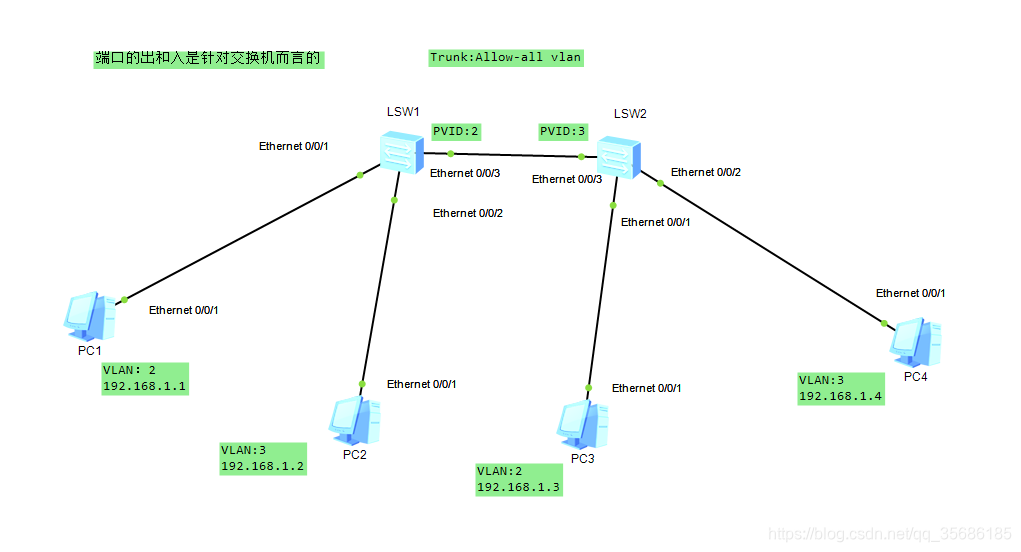 端口的出和入是针对交换机而言的
Trunk:Allow-all vlan
LSW1
LSW2
PVID:2
PVID:3
Ethernet 0/0/1
Ethernet 0/0/3
Ethernet 0/0/3
Ethernet 0/0/2
Ethernet 0/0/2
Ethernet 0/0/1
Ethernet 0/0/1
Ethernet 0/0/1
PC1
PC4
VLAN: 2
192.168.1.1
VLAN:3
192.168.1.4
Ethernet 0/0/1
Ethernet 0/0/1
PC2
PC3
VLAN:3
192.168.1.2
VLAN:2
192.168.1.3
https://blog.csdn.net/qq_35686185